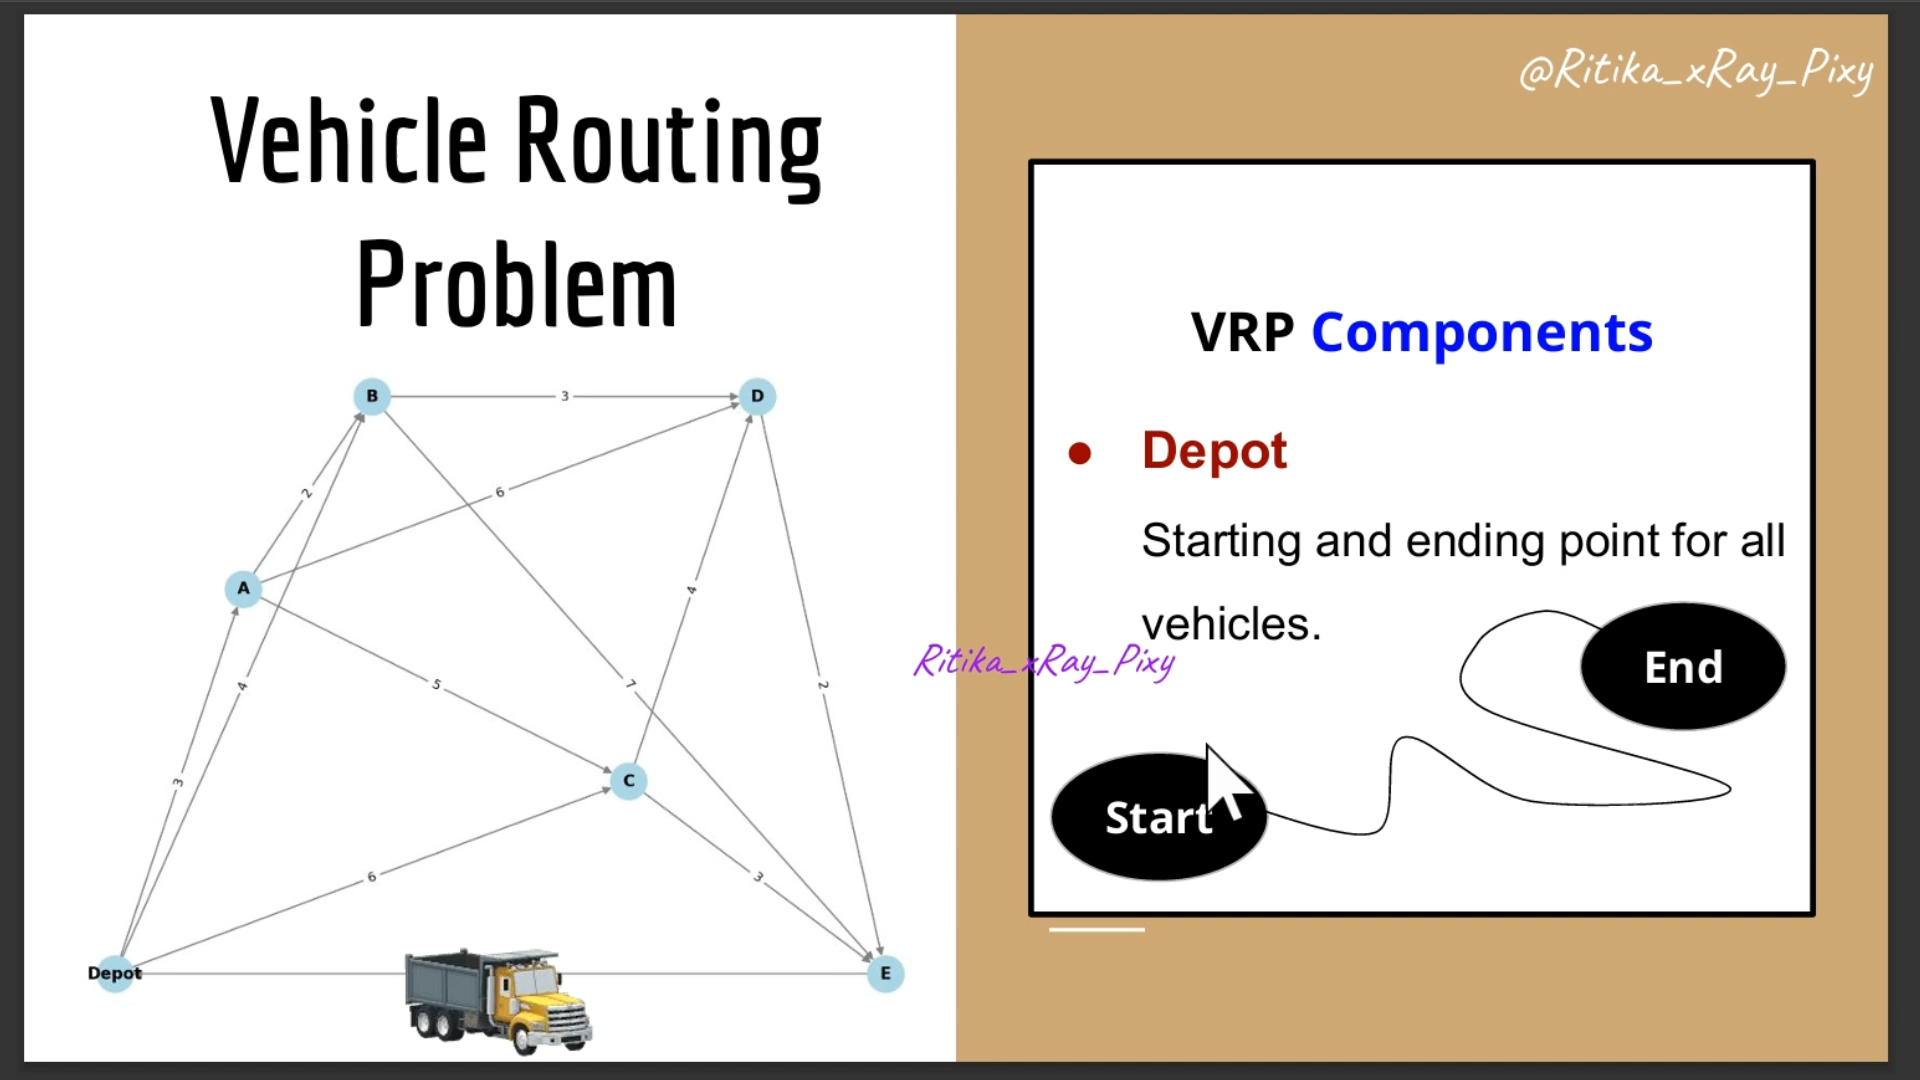 Vehicle Routing
Problem
B
3
D
2
6
A
4
4
5
7
2
3
C
6
3
Depot
E
@Ritika_xRay_Pixy
VRP Components
● Depot
Starting and ending point for all
vehicles.
Ritika_xRay_Pixy
End
Start